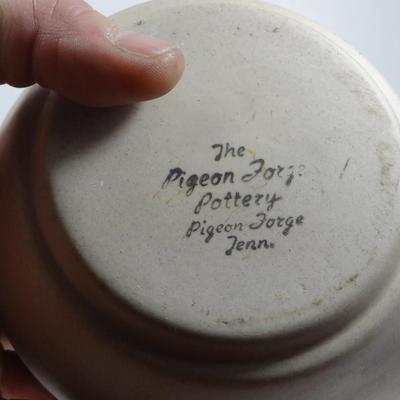 The
Pigeon Forge
Pottery
Pigeon Forge
Tenn.